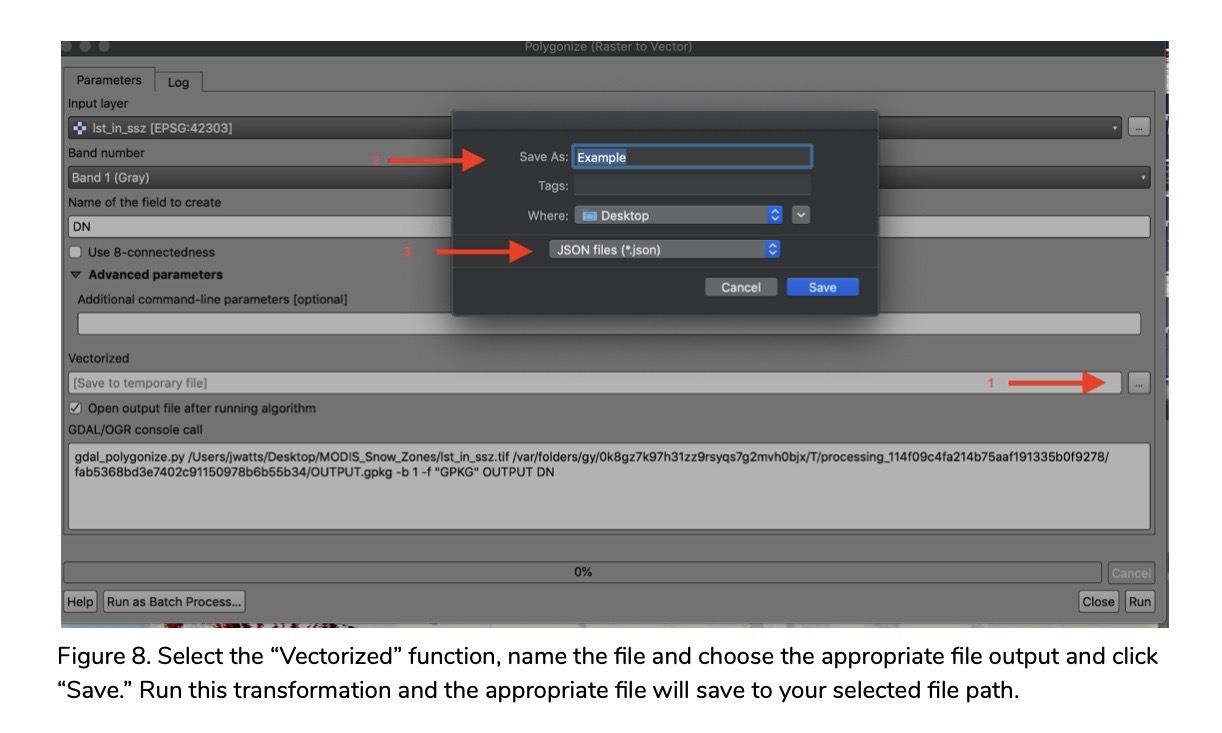 Polygonize (Raster to Vector)
Parameters
Log
Input layer
lst_in_ssz [EPSG:42303]
...
Band number
Band 1 (Gray)
Name of the field to create
DN
Use 8-connectedness
Advanced parameters
Additional command-line parameters [optional]
2
Save As: Example
Tags:
Where: Desktop
3
JSON files (*.json)
Cancel
Save
Vectorized
[Save to temporary file]
1
...
Open output file after running algorithm
GDAL/OGR console call
gdal_polygonize.py /Users/jwatts/Desktop/MODIS_Snow_Zones/lst_in_ssz.tif /var/folders/gy/0k8gz7k97h31zz9rsyqs7g2mvh0bjx/T/processing_114f09c4fa214b75aaf191335b0f9278/
fab5368bd3e7402c91150978b6b55b34/OUTPUT.gpkg -b 1 -f "GPKG" OUTPUT DN
0%
Cancel
Help
Run as Batch Process...
Close
Run
Figure 8. Select the “Vectorized” function, name the file and choose the appropriate file output and click
“Save.” Run this transformation and the appropriate file will save to your selected file path.